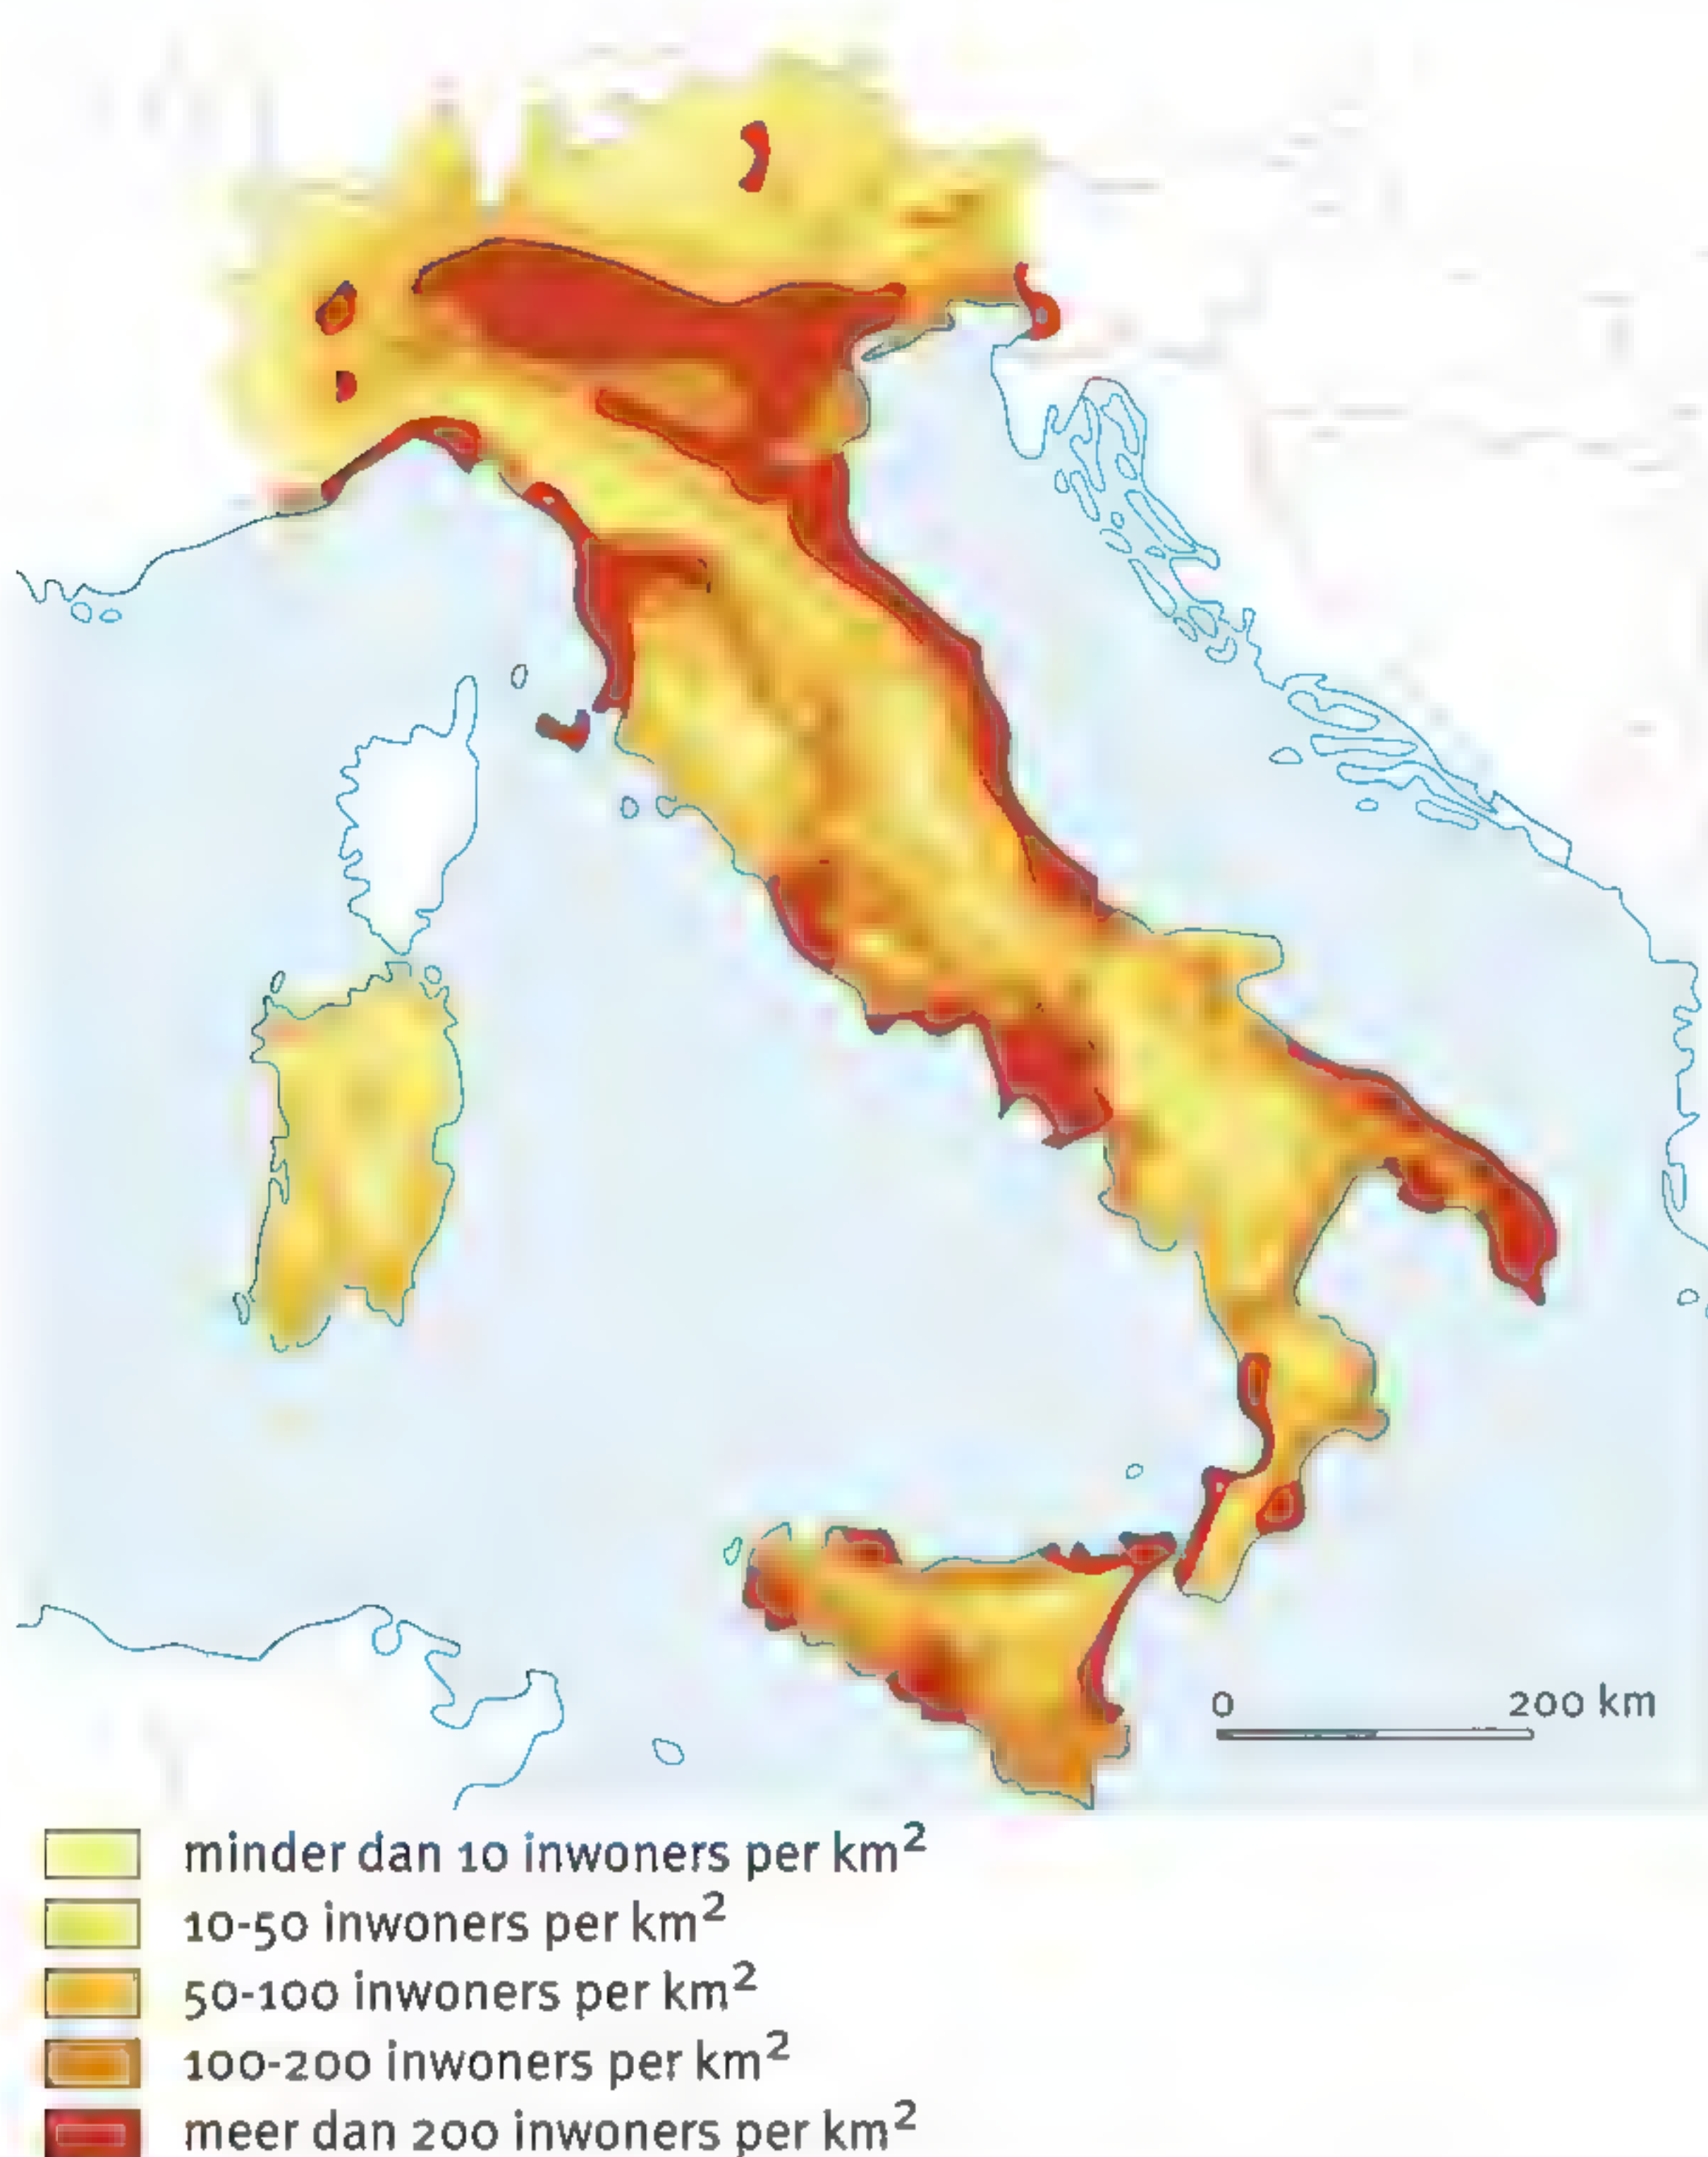 0 200 km
minder dan 10 inwoners per km²
10-50 inwoners per km²
50-100 inwoners per km²
100-200 inwoners per km²
meer dan 200 inwoners per km²